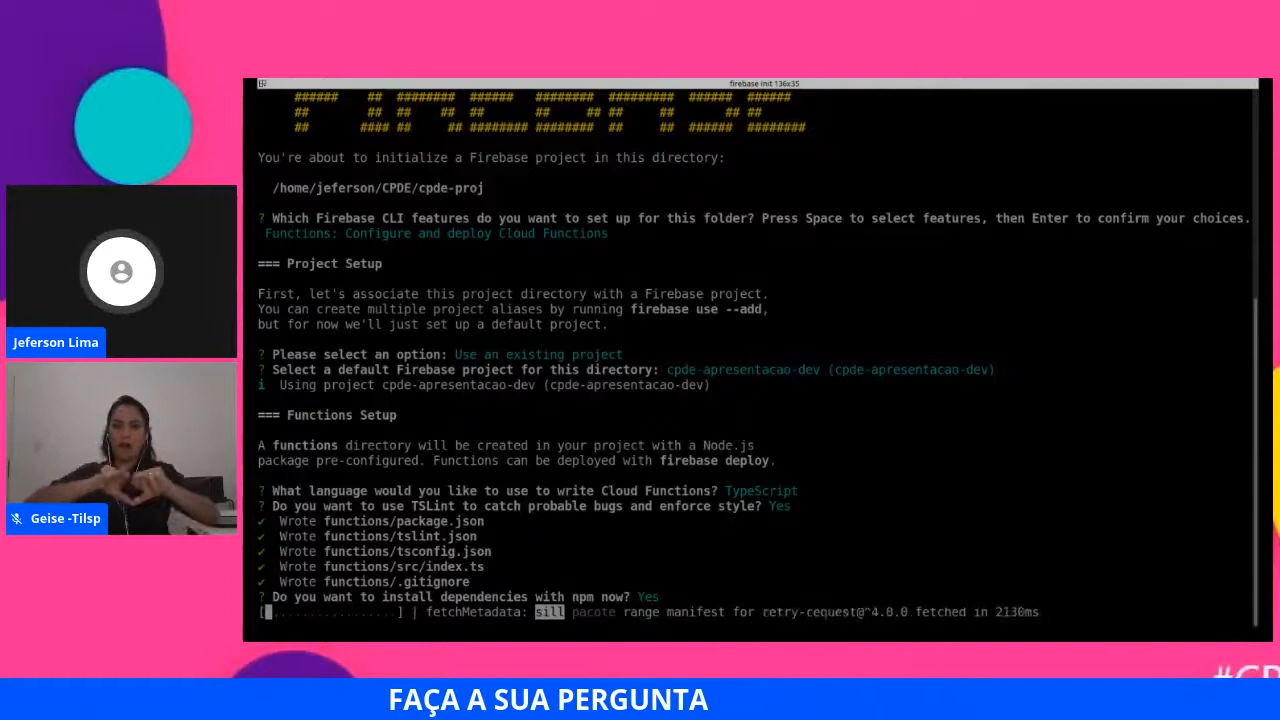 firebase init 136x35
###### ## ######## ###### ######## ######### ###### ######
## ## ## ## ## ## ## ## ## ## ##
## #### ## ## ######## ######## ## ## ###### ########
You're about to initialize a Firebase project in this directory:
/home/jeferson/CPDE/cpde-proj
? Which Firebase CLI features do you want to set up for this folder? Press Space to select features, then Enter to confirm your choices.
Functions: Configure and deploy Cloud Functions
=== Project Setup
First, let's associate this project directory with a Firebase project.
You can create multiple project aliases by running firebase use --add,
but for now we'll just set up a default project.
? Please select an option: Use an existing project
? Select a default Firebase project for this directory: cpde-apresentacao-dev (cpde-apresentacao-dev)
i Using project cpde-apresentacao-dev (cpde-apresentacao-dev)
=== Functions Setup
A functions directory will be created in your project with a Node.js
package pre-configured. Functions can be deployed with firebase deploy.
? What language would you like to use to write Cloud Functions? TypeScript
? Do you want to use TSLint to catch probable bugs and enforce style? Yes
✔ Wrote functions/package.json
✔ Wrote functions/tslint.json
✔ Wrote functions/tsconfig.json
✔ Wrote functions/src/index.ts
✔ Wrote functions/.gitignore
? Do you want to install dependencies with npm now? Yes
[ .................] | fetchMetadata: sill pacote range manifest for retry-request@^4.0.0 fetched in 2130ms
Jeferson Lima
Geise -Tilsp
#CP
FAÇA A SUA PERGUNTA